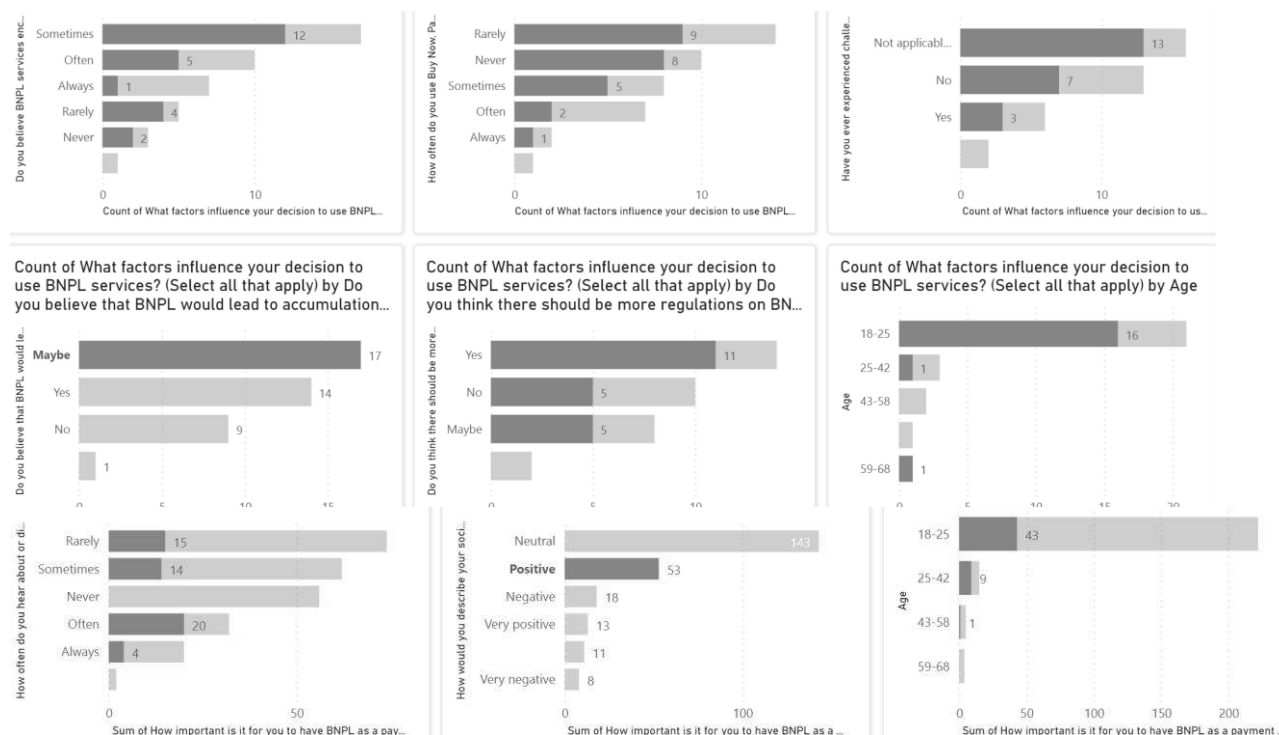 Do you believe BNPL services enc...
Sometimes
12
Often
5
Always
1
Rarely
4
Never
2
0
10
Count of What factors influence your decision to use BNPL...
How often do you use Buy Now, Pa...
Rarely
9
Never
8
Sometimes
5
Often
2
Always
1
0
10
Count of What factors influence your decision to use BNPL...
Have you ever experienced challe...
Not applicabl...
13
No
7
Yes
3
0
10
Count of What factors influence your decision to us...
Count of What factors influence your decision to
use BNPL services? (Select all that apply) by Do
you believe that BNPL would lead to accumulation...
Do you believe that BNPL would le...
Maybe
17
Yes
14
No
9
1
0
5
10
15
Count of What factors influence your decision to
use BNPL services? (Select all that apply) by Do
you think there should be more regulations on BN...
Do you think there should be more...
Yes
11
No
5
Maybe
5
0
5
10
Count of What factors influence your decision to
use BNPL services? (Select all that apply) by Age
Age
18-25
16
25-42
1
43-58
59-68
1
0
5
10
15
20
How often do you hear about or di...
Rarely
15
Sometimes
14
Never
Often
20
Always
4
0
50
Sum of How important is it for you to have BNPL as a pay...
How would you describe your soci...
Neutral
143
Positive
53
Negative
18
Very positive
13
11
Very negative
8
0
100
Sum of How important is it for you to have BNPL as a ...
Age
18-25
43
25-42
9
43-58
1
59-68
0
50
100
150
200
Sum of How important is it for you to have BNPL as a payment